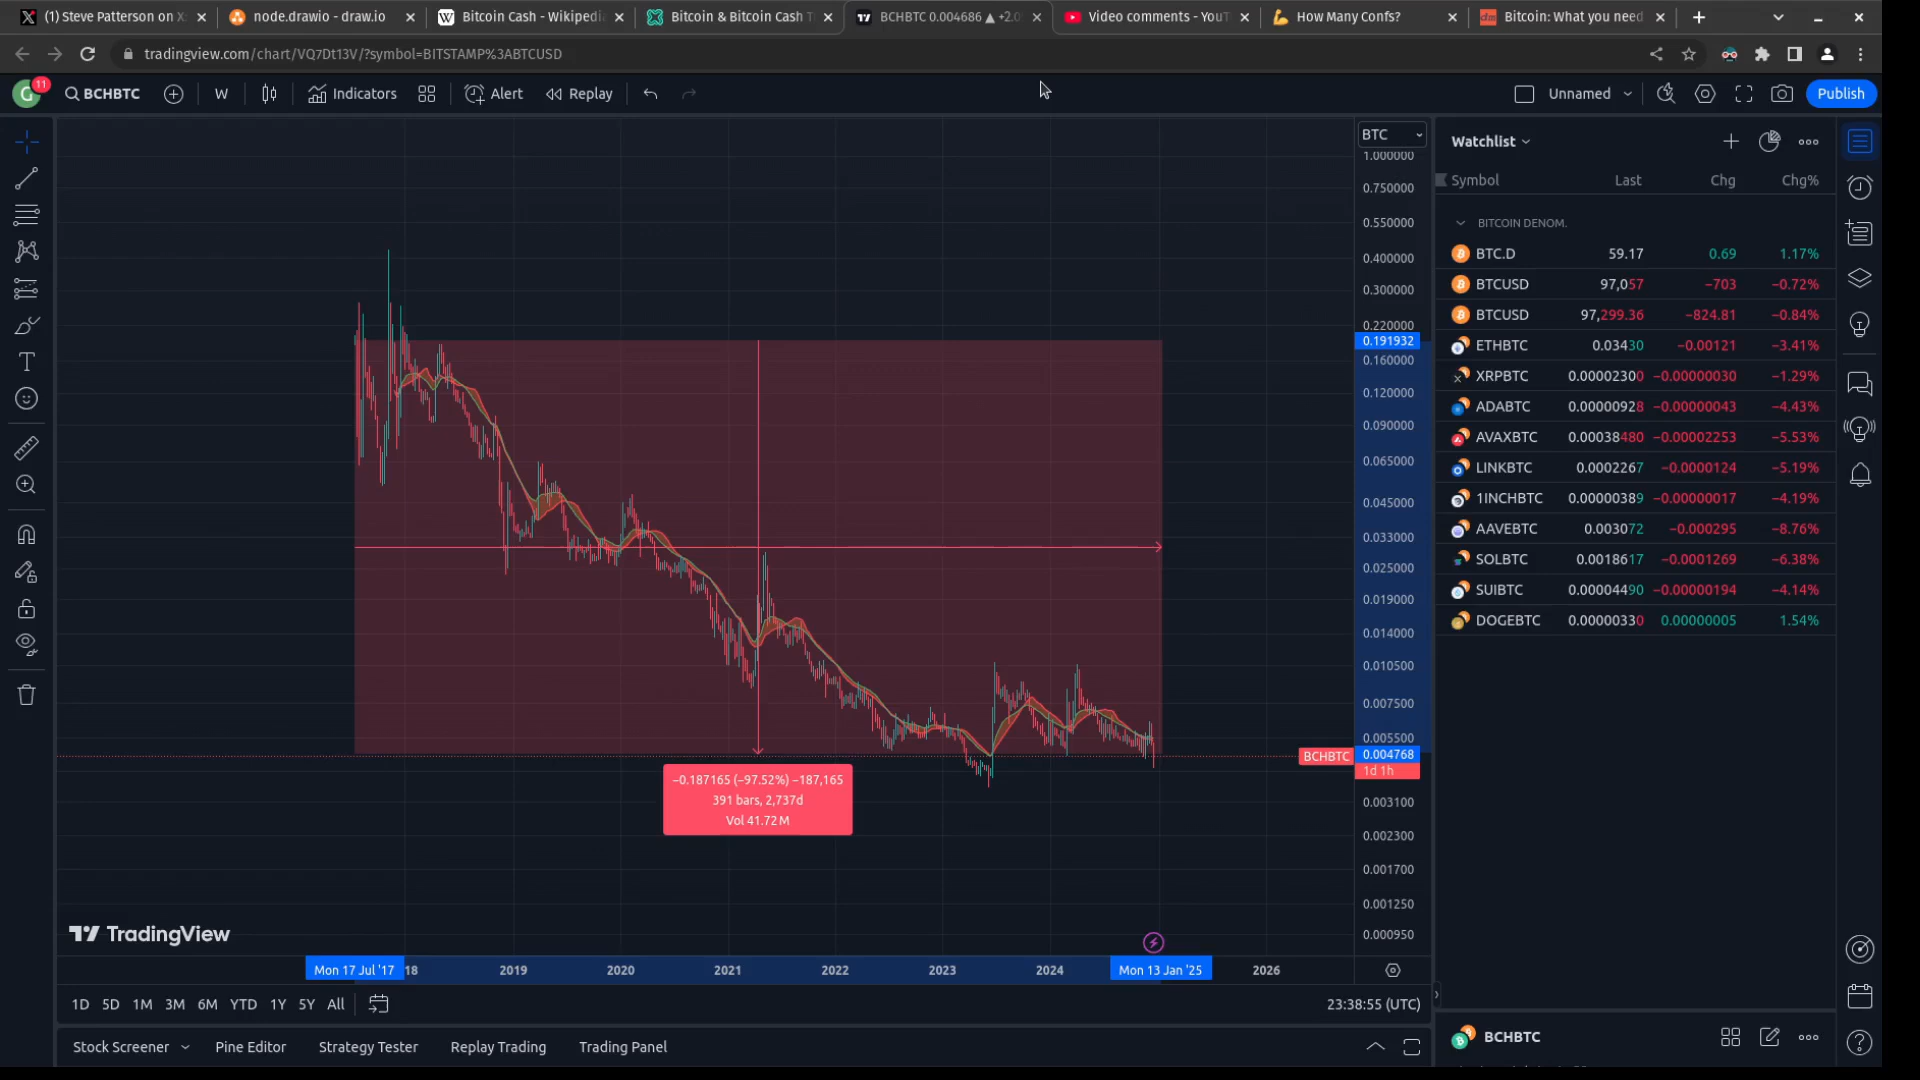 (1) Steve Patterson on X
node.drawio - draw.io
Bitcoin Cash - Wikipedi
Bitcoin & Bitcoin Cash T
BCHBTC 0.004686 ▲ +2.0
Video comments - YouT
How Many Confs?
Bitcoin: What you need
tradingview.com/chart/VQ7Dt13V/?symbol=BITSTAMP%3ABTCUSD
G
11
BCHBTC
W
Indicators
Alert
Replay
Unnamed
Publish
BTC
1.000000
0.750000
0.550000
0.400000
0.300000
0.220000
0.191932
0.160000
0.120000
0.090000
0.065000
0.045000
0.033000
0.025000
0.019000
0.014000
0.010500
0.007500
0.005500
BCHBTC
0.004768
1d 1h
0.003100
0.002300
0.001700
0.001250
0.000950
−0.187165 (−97.52%) −187,165
391 bars, 2,737d
Vol 41.72M
TradingView
Mon 17 Jul '17 18 2019 2020 2021 2022 2023 2024 Mon 13 Jan '25 2026
1D 5D 1M 3M 6M YTD 1Y 5Y All
23:38:55 (UTC)
Stock Screener
Pine Editor
Strategy Tester
Replay Trading
Trading Panel
Watchlist
Symbol Last Chg Chg%
BITCOIN DENOM.
BTC.D 59.17 0.69 1.17%
BTCUSD 97,057 −703 −0.72%
BTCUSD 97,299.36 −824.81 −0.84%
ETHBTC 0.03430 −0.00121 −3.41%
XRPBTC 0.00002300 −0.00000030 −1.29%
ADABTC 0.00000928 −0.00000043 −4.43%
AVAXBTC 0.00038480 −0.00002253 −5.53%
LINKBTC 0.0002267 −0.0000124 −5.19%
1INCHBTC 0.00000389 −0.00000017 −4.19%
AAVEBTC 0.003072 −0.000295 −8.76%
SOLBTC 0.0018617 −0.0001269 −6.38%
SUIBTC 0.00004490 −0.00000194 −4.14%
DOGEBTC 0.00000330 0.00000005 1.54%
BCHBTC